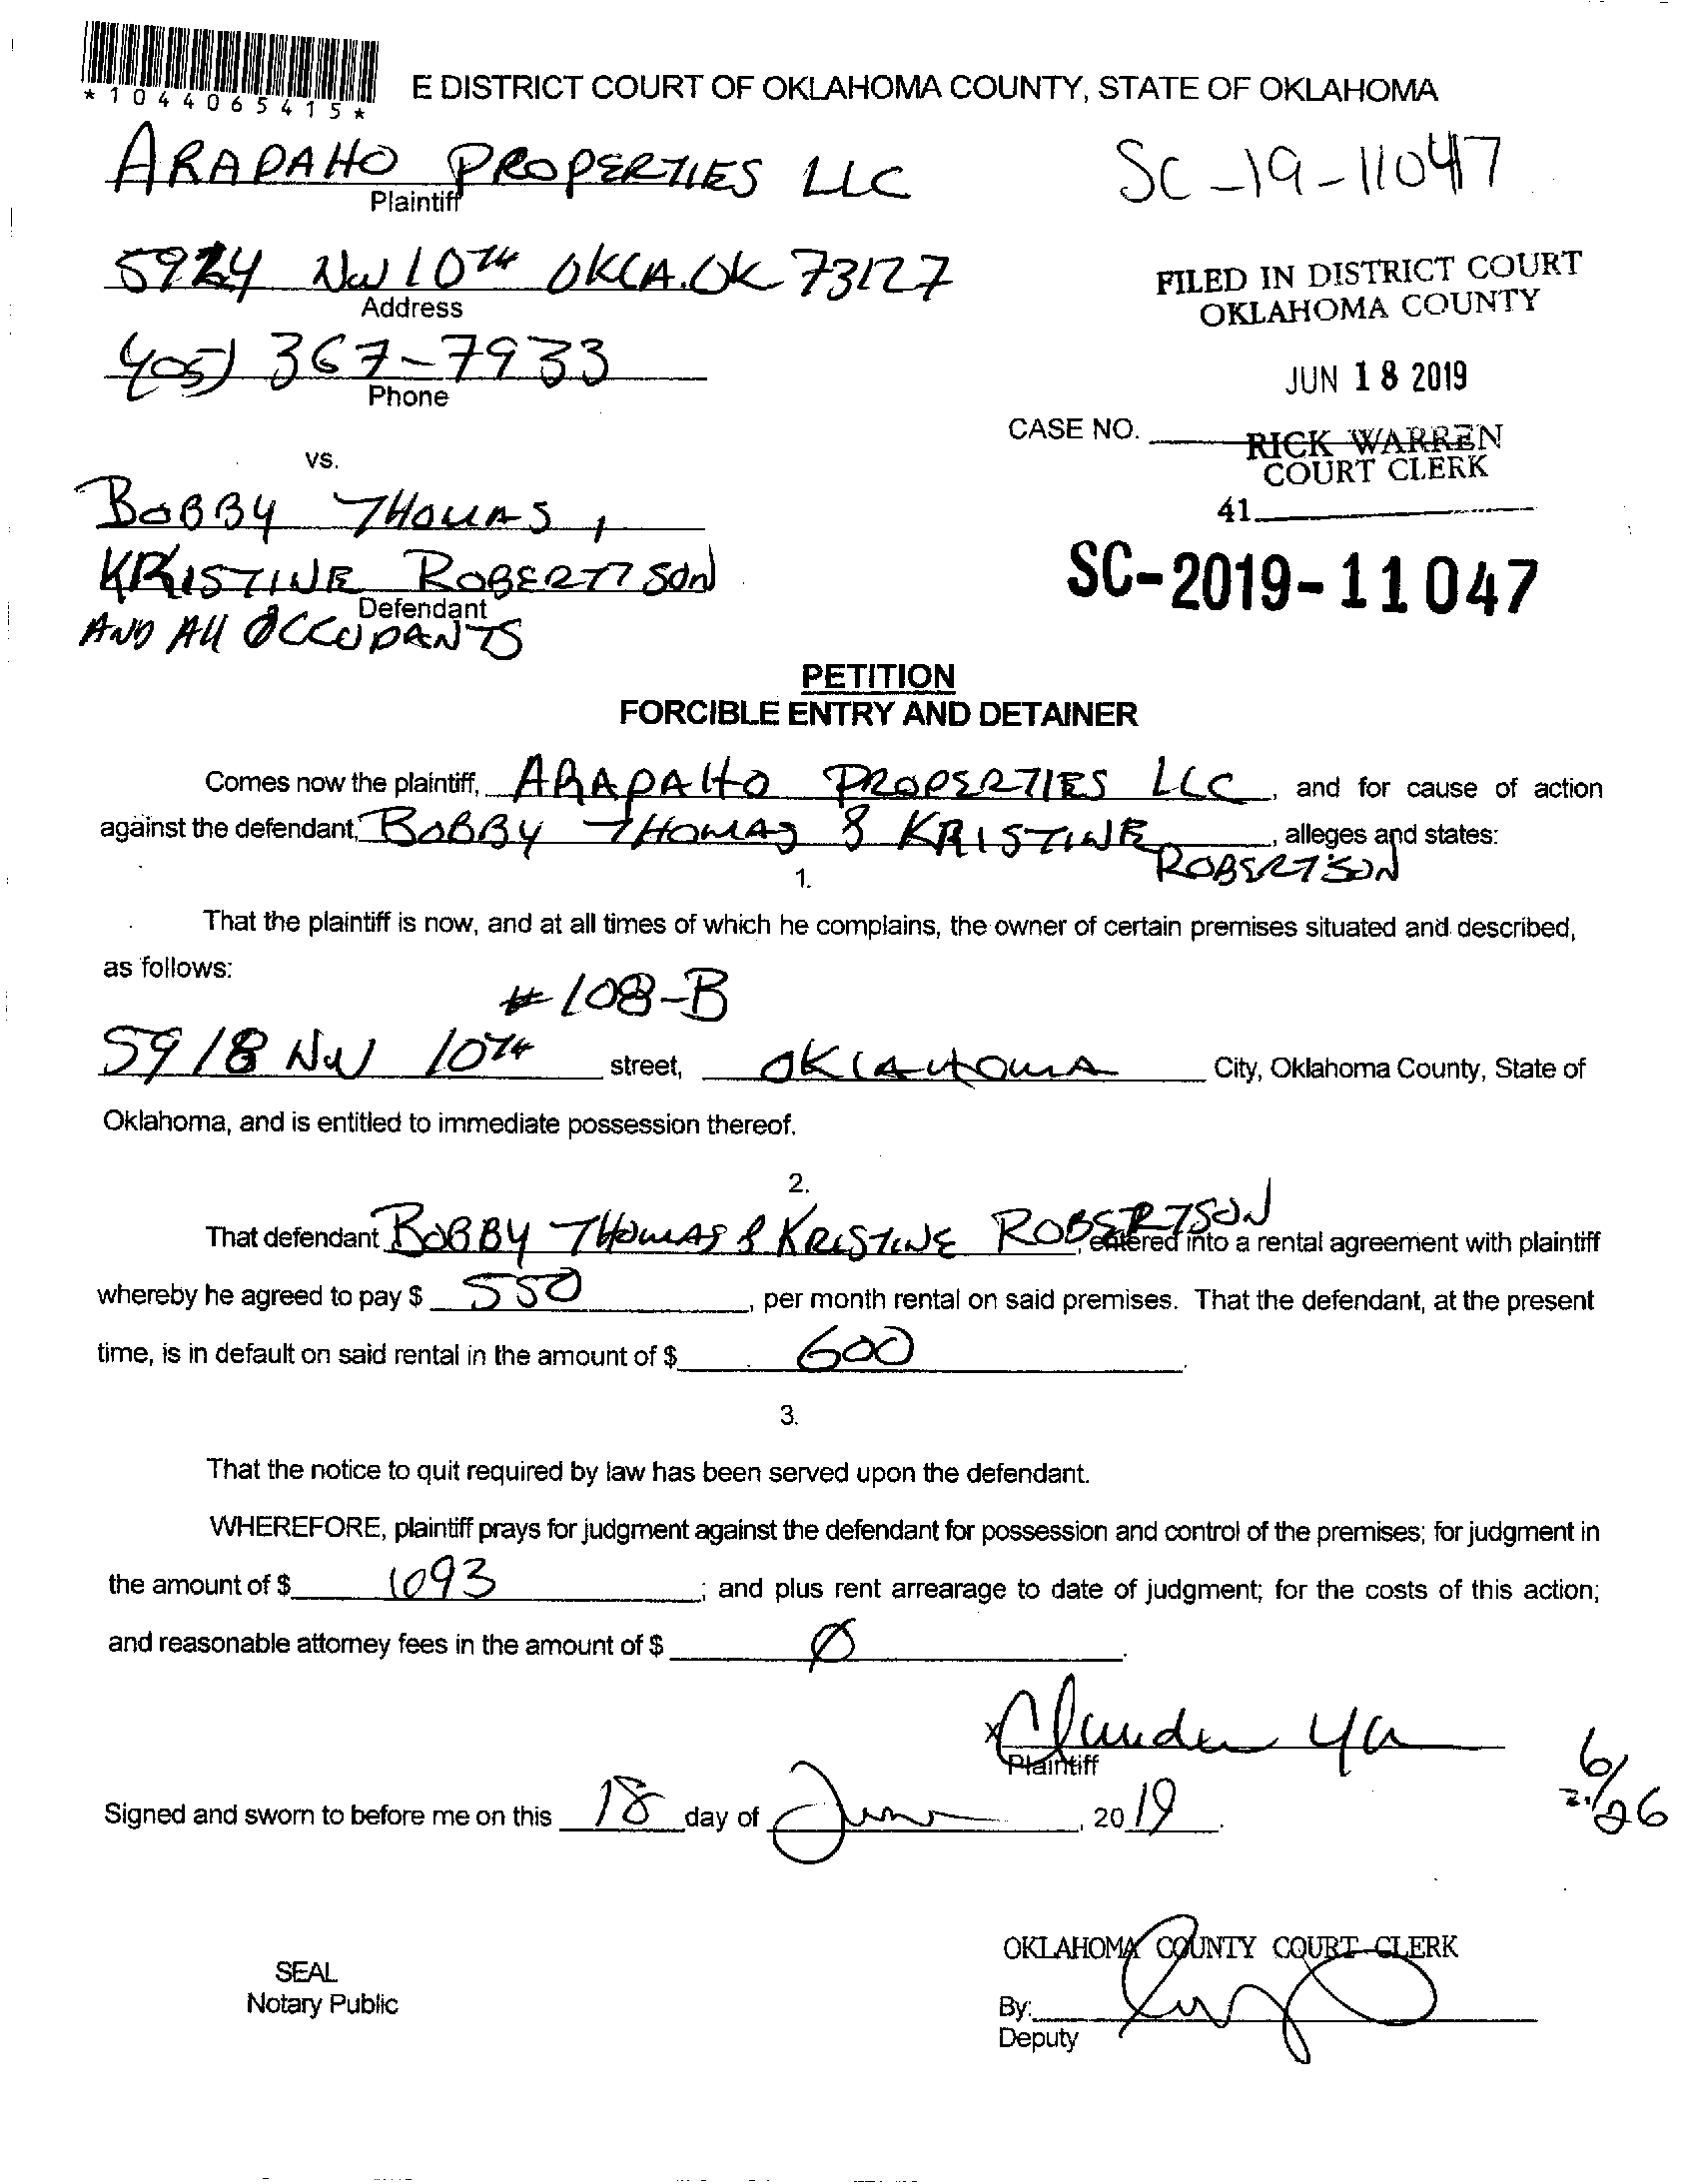 *1044065415*
E DISTRICT COURT OF OKLAHOMA COUNTY, STATE OF OKLAHOMA
ARAPAHO PROPERTIES LLC
Plaintiff
SC-19-11047
5924 NW 10TH OKLA.OK 73127
Address
FILED IN DISTRICT COURT
OKLAHOMA COUNTY
405) 367-7933
Phone
JUN 18 2019
CASE NO.
RICK WARREN
COURT CLERK
41
vs.
BOBBY THOMAS,
KRISTINE ROBERTSON
Defendant
AND All OCCUPANTS
SC-2019-11047
PETITION
FORCIBLE ENTRY AND DETAINER
Comes now the plaintiff, ARAPAHO PROPERTIES LLC, and for cause of action
against the defendant, BOBBY THOMAS & KRISTINE, alleges and states:
ROBERTSON
1.
That the plaintiff is now, and at all times of which he complains, the owner of certain premises situated and described,
as follows:
#108-B
5918 NW 10TH street, OKLAHOMA City, Oklahoma County, State of
Oklahoma, and is entitled to immediate possession thereof.
2.
That defendant BOBBY THOMAS & KRISTINE ROBERTSON, entered into a rental agreement with plaintiff
whereby he agreed to pay $ 550, per month rental on said premises. That the defendant, at the present
time, is in default on said rental in the amount of $ 600.
3.
That the notice to quit required by law has been served upon the defendant.
WHEREFORE, plaintiff prays for judgment against the defendant for possession and control of the premises; for judgment in
the amount of $ 1093; and plus rent arrearage to date of judgment; for the costs of this action;
and reasonable attorney fees in the amount of $ Ø.
X
Plaintiff
6/26
Signed and sworn to before me on this 18 day of June, 2019.
OKLAHOMA COUNTY COURT CLERK
SEAL
Notary Public
By:
Deputy